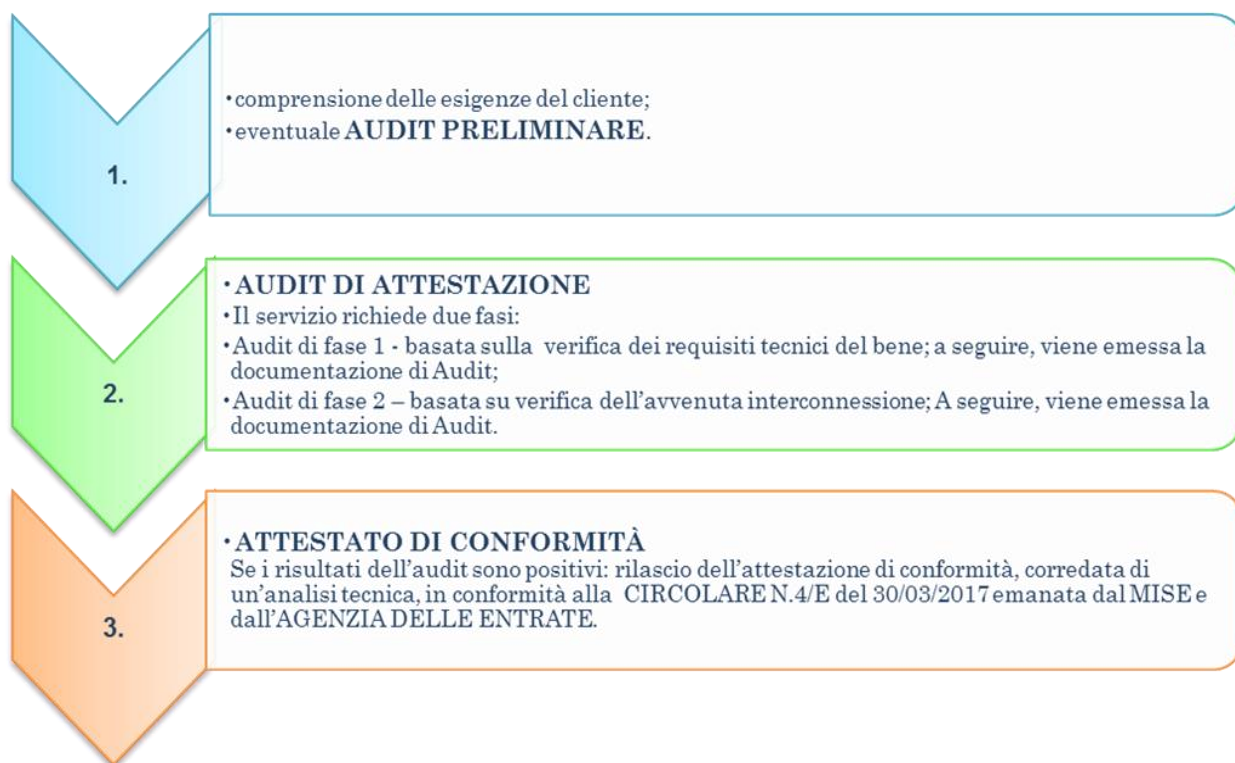 1.
•comprensione delle esigenze del cliente;
•eventuale AUDIT PRELIMINARE.
2.
•AUDIT DI ATTESTAZIONE
•Il servizio richiede due fasi:
•Audit di fase 1 - basata sulla verifica dei requisiti tecnici del bene; a seguire, viene emessa la
documentazione di Audit;
•Audit di fase 2 – basata su verifica dell'avvenuta interconnessione; A seguire, viene emessa la
documentazione di Audit.
3.
•ATTESTATO DI CONFORMITÀ
Se i risultati dell'audit sono positivi: rilascio dell'attestazione di conformità, corredata di
un'analisi tecnica, in conformità alla CIRCOLARE N.4/E del 30/03/2017 emanata dal MISE e
dall'AGENZIA DELLE ENTRATE.